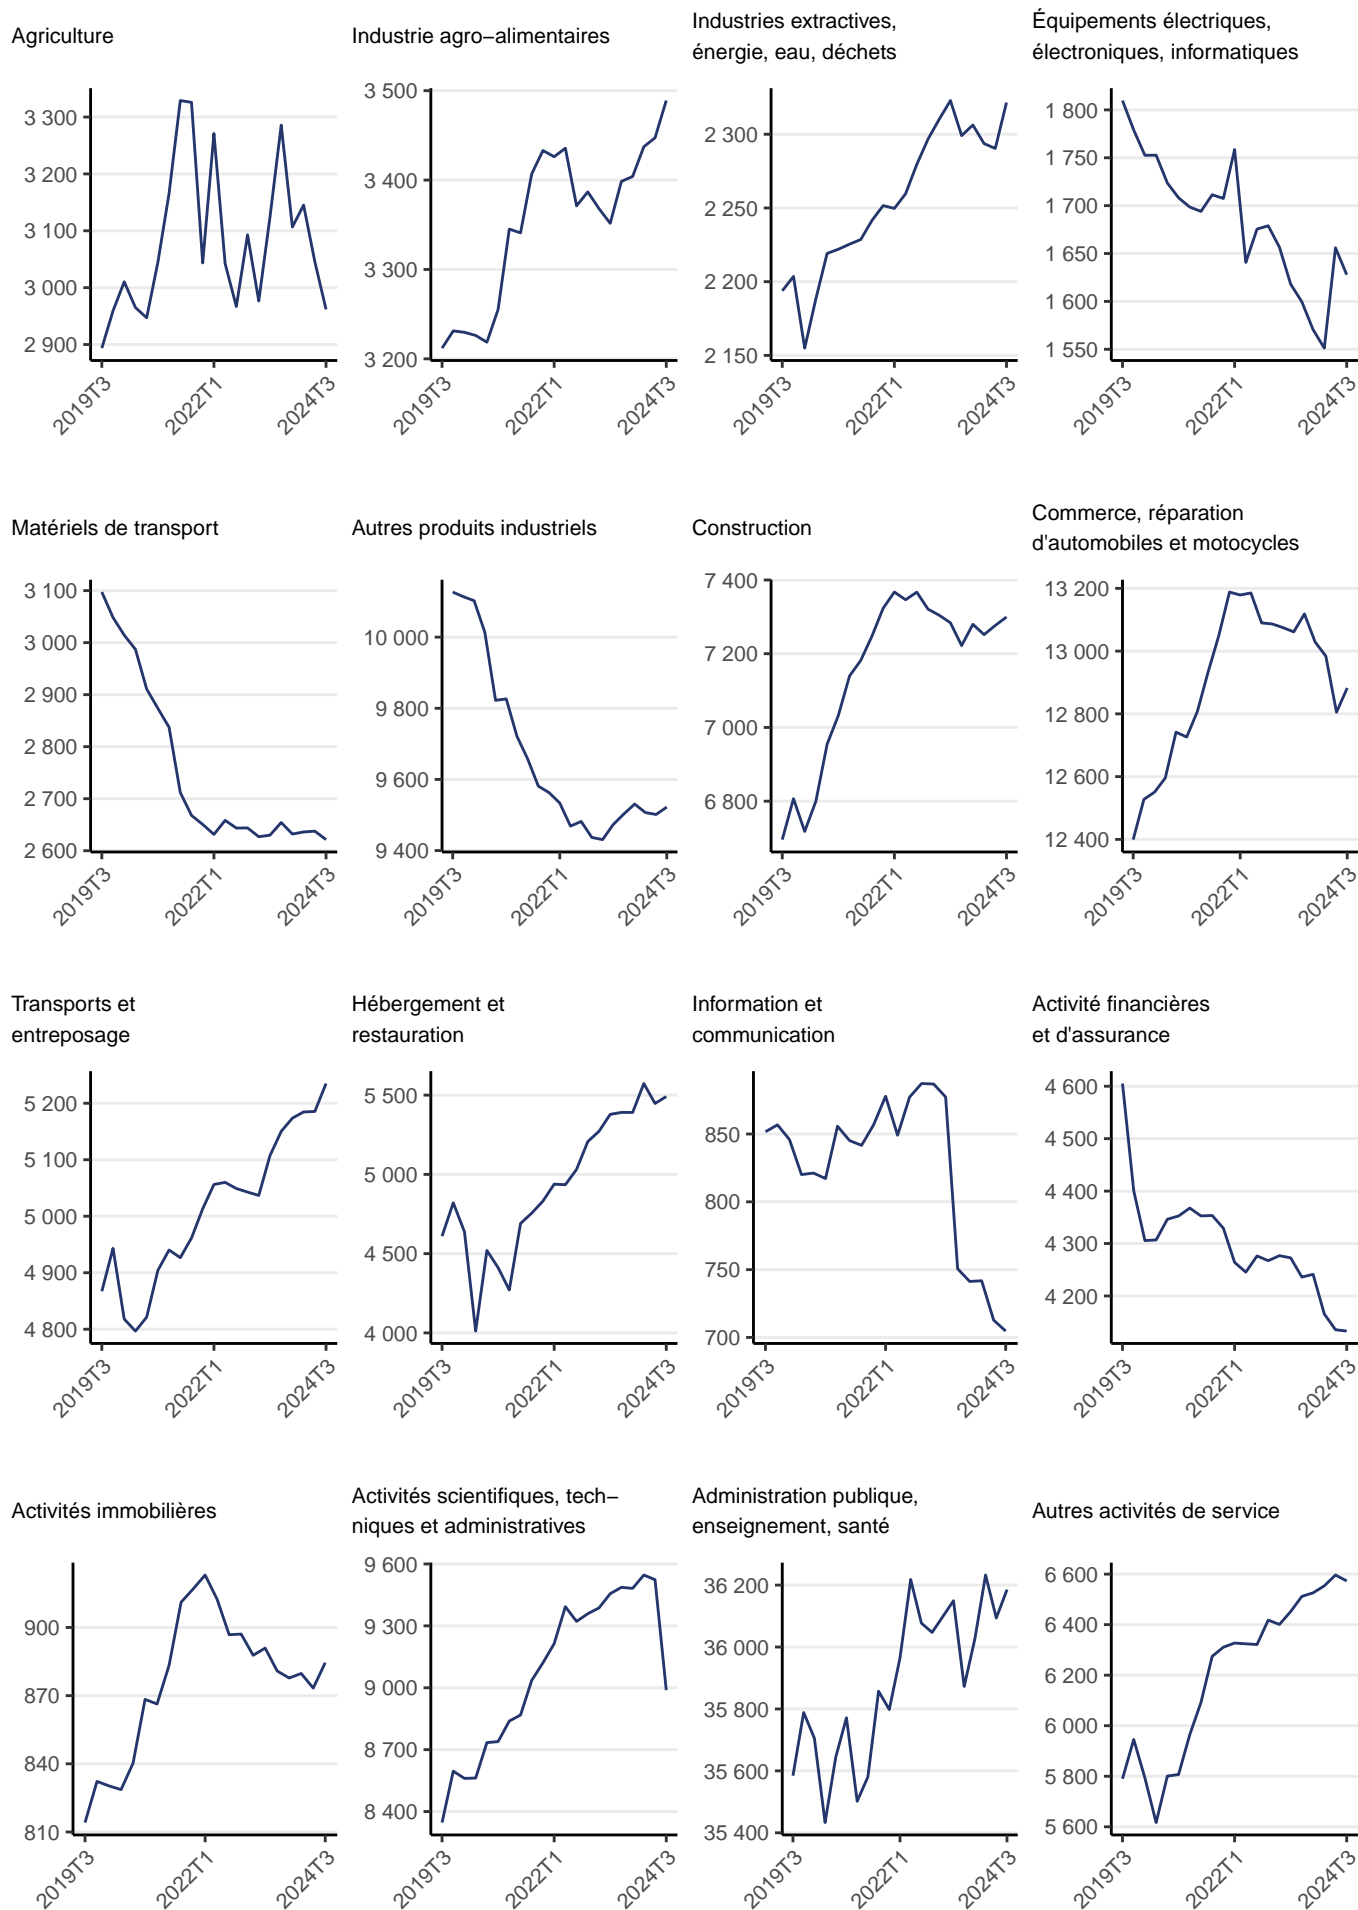 Agriculture
3 300
3 200
3 100
3 000
2 900
2019T3
2022T1
2024T3
Industrie agro−alimentaires
3 500
3 400
3 300
3 200
2019T3
2022T1
2024T3
Industries extractives,
énergie, eau, déchets
2 300
2 250
2 200
2 150
2019T3
2022T1
2024T3
Équipements électriques,
électroniques, informatiques
1 800
1 750
1 700
1 650
1 600
1 550
2019T3
2022T1
2024T3
Matériels de transport
3 100
3 000
2 900
2 800
2 700
2 600
2019T3
2022T1
2024T3
Autres produits industriels
10 000
9 800
9 600
9 400
2019T3
2022T1
2024T3
Construction
7 400
7 200
7 000
6 800
2019T3
2022T1
2024T3
Commerce, réparation
d'automobiles et motocycles
13 200
13 000
12 800
12 600
12 400
2019T3
2022T1
2024T3
Transports et
entreposage
5 200
5 100
5 000
4 900
4 800
2019T3
2022T1
2024T3
Hébergement et
restauration
5 500
5 000
4 500
4 000
2019T3
2022T1
2024T3
Information et
communication
850
800
750
700
2019T3
2022T1
2024T3
Activité financières
et d'assurance
4 600
4 500
4 400
4 300
4 200
2019T3
2022T1
2024T3
Activités immobilières
900
870
840
810
2019T3
2022T1
2024T3
Activités scientifiques, tech−
niques et administratives
9 600
9 300
9 000
8 700
8 400
2019T3
2022T1
2024T3
Administration publique,
enseignement, santé
36 200
36 000
35 800
35 600
35 400
2019T3
2022T1
2024T3
Autres activités de service
6 600
6 400
6 200
6 000
5 800
5 600
2019T3
2022T1
2024T3